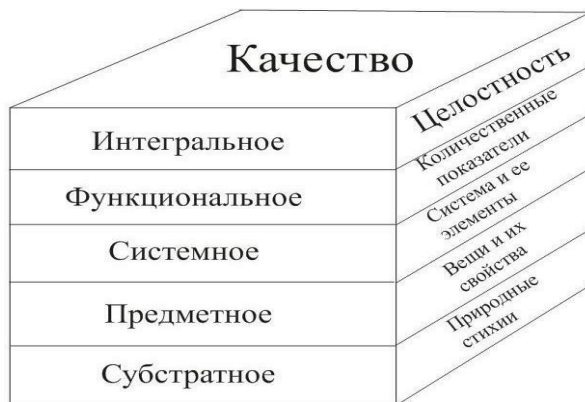 Качество
Интегральное
Функциональное
Системное
Предметное
Субстратное
Целостность
Количественные
показатели
Система и ее
элементы
Вещи и их
свойства
Природные
стихии